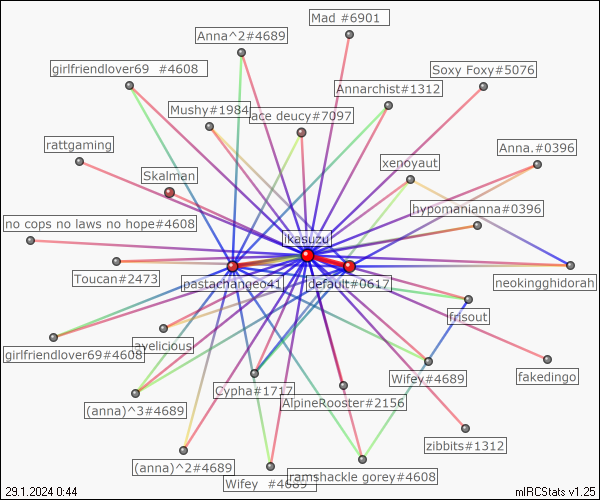 Mad #6901
Anna^2#4689
girlfriendlover69 #4608
Soxy Foxy#5076
Annarchist#1312
Mushy#1984
ace deucy#7097
rattgaming
Anna.#0396
xenoyaut
Skalman
hypomanianna#0396
no cops no laws no hope#4608
ikasuzu
Toucan#2473
pastachangeo41
default#0617
neokingghidorah
frisout
avelicious
girlfriendlover69#4608
fakedingo
Wifey#4689
Cypha#1717
AlpineRooster#2156
(anna)^3#4689
zibbits#1312
(anna)^2#4689
ramshackle gorey#4608
Wifey #4689
29.1.2024 0:44
mIRCStats v1.25